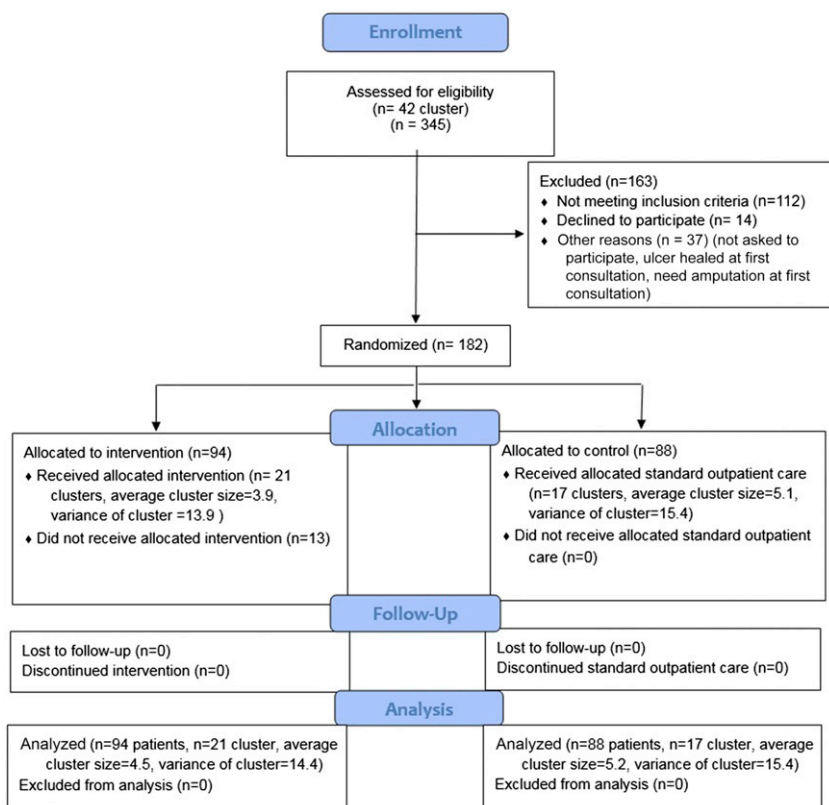 Enrollment
Assessed for eligibility
(n= 42 cluster)
(n = 345)
Excluded (n=163)
♦ Not meeting inclusion criteria (n=112)
♦ Declined to participate (n= 14)
♦ Other reasons (n = 37) (not asked to
participate, ulcer healed at first
consultation, need amputation at first
consultation)
Randomized (n= 182)
Allocation
Allocated to intervention (n=94)
♦ Received allocated intervention (n= 21
clusters, average cluster size=3.9,
variance of cluster =13.9 )
♦ Did not receive allocated intervention (n=13)
Allocated to control (n=88)
♦ Received allocated standard outpatient care
(n=17 clusters, average cluster size=5.1,
variance of cluster=15.4)
♦ Did not receive allocated standard outpatient
care (n=0)
Follow-Up
Lost to follow-up (n=0)
Discontinued intervention (n=0)
Lost to follow-up (n=0)
Discontinued standard outpatient care (n=0)
Analysis
Analyzed (n=94 patients, n=21 cluster, average
cluster size=4.5, variance of cluster=14.4)
Excluded from analysis (n=0)
Analyzed (n=88 patients, n=17 cluster, average
cluster size=5.2, variance of cluster=15.4)
Excluded from analysis (n=0)